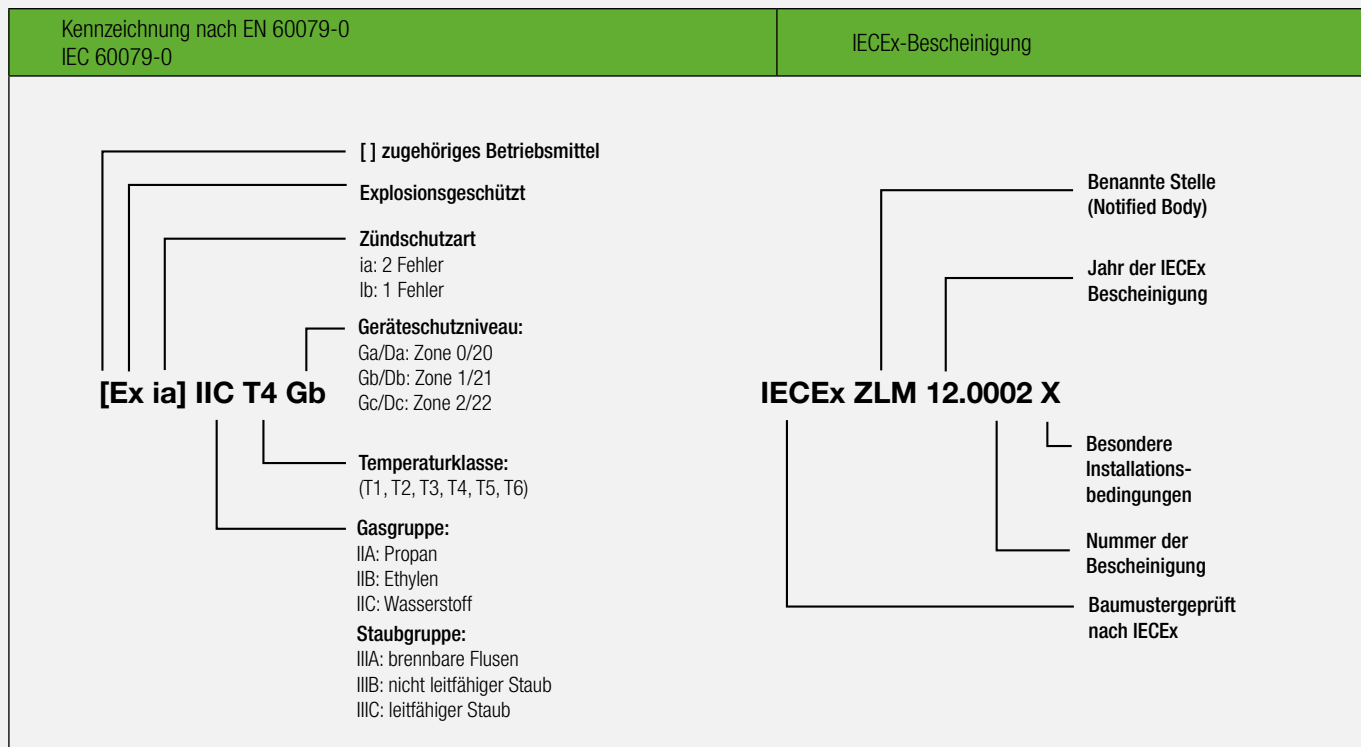 Kennzeichnung nach EN 60079-0
IEC 60079-0
IECEx-Bescheinigung
[ ] zugehöriges Betriebsmittel
Explosionsgeschützt
Zündschutzart
ia: 2 Fehler
Ib: 1 Fehler
Geräteschutzniveau:
Ga/Da: Zone 0/20
Gb/Db: Zone 1/21
Gc/Dc: Zone 2/22
[Ex ia] IIC T4 Gb
Temperaturklasse:
(T1, T2, T3, T4, T5, T6)
Gasgruppe:
IIA: Propan
IIB: Ethylen
IIC: Wasserstoff
Staubgruppe:
IIIA: brennbare Flusen
IIIB: nicht leitfähiger Staub
IIIC: leitfähiger Staub
Benannte Stelle
(Notified Body)
Jahr der IECEx
Bescheinigung
IECEx ZLM 12.0002 X
Besondere
Installations-
bedingungen
Nummer der
Bescheinigung
Baumustergeprüft
nach IECEx